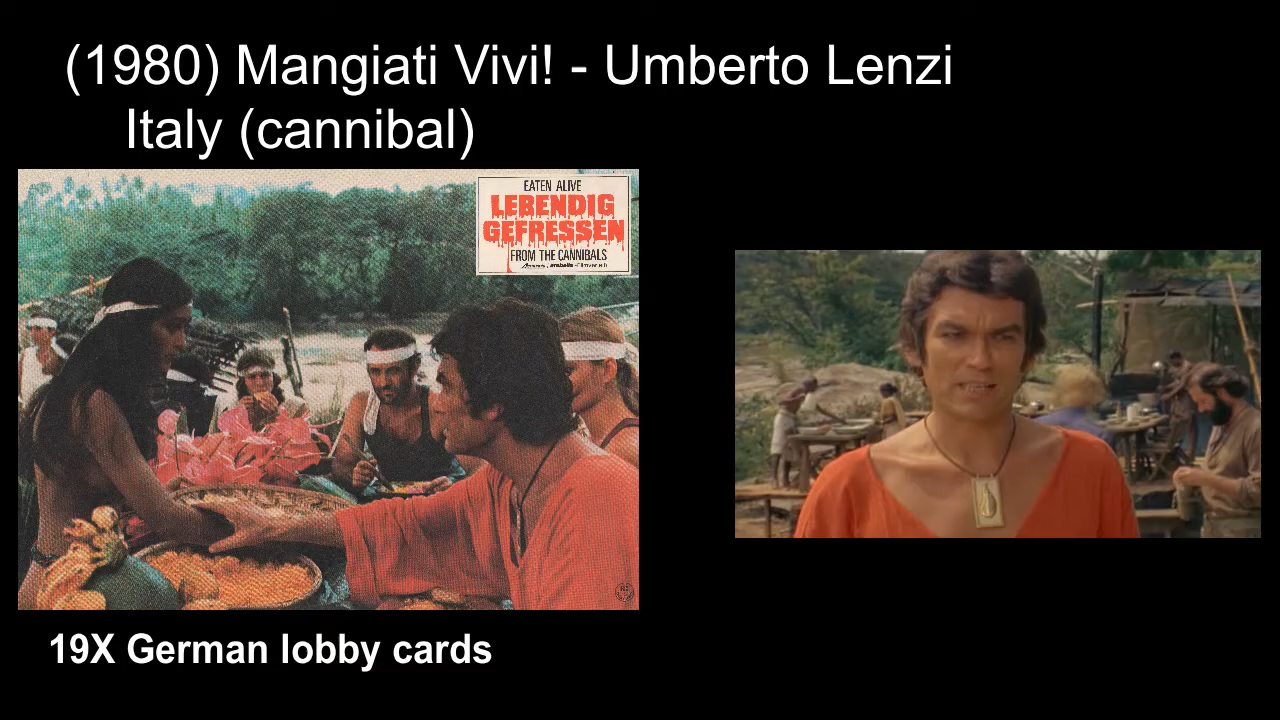 (1980) Mangiati Vivi! - Umberto Lenzi
Italy (cannibal)
EATEN ALIVE
LEBENDIG
GEFRESSEN
FROM THE CANNIBALS
19X German lobby cards